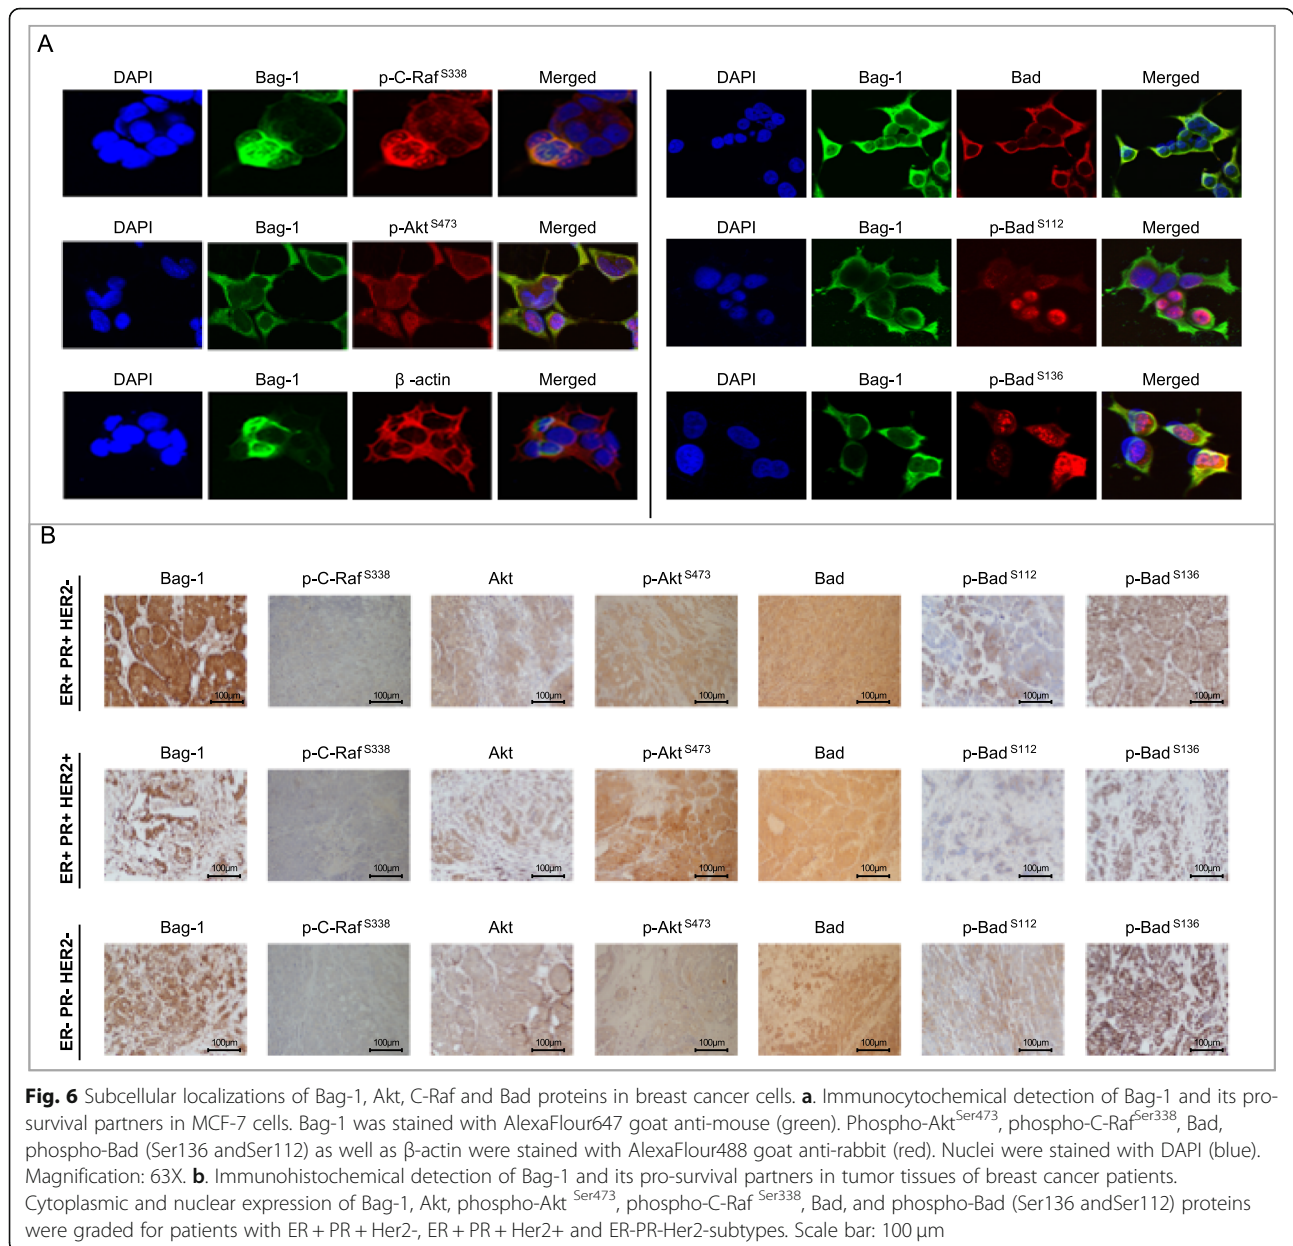 A
DAPI Bag-1 p-C-Raf S338 Merged
DAPI Bag-1 Bad Merged
DAPI Bag-1 p-Akt S473 Merged
DAPI Bag-1 p-Bad S112 Merged
DAPI Bag-1 β -actin Merged
DAPI Bag-1 p-Bad S136 Merged
B
ER+ PR+ HER2-
Bag-1 p-C-Raf S338 Akt p-Akt S473 Bad p-Bad S112 p-Bad S136
100µm 100µm 100µm 100µm 100µm 100µm 100µm
ER+ PR+ HER2+
Bag-1 p-C-Raf S338 Akt p-Akt S473 Bad p-Bad S112 p-Bad S136
100µm 100µm 100µm 100µm 100µm 100µm 100µm
ER- PR- HER2-
Bag-1 p-C-Raf S338 Akt p-Akt S473 Bad p-Bad S112 p-Bad S136
100µm 100µm 100µm 100µm 100µm 100µm 100µm
Fig. 6 Subcellular localizations of Bag-1, Akt, C-Raf and Bad proteins in breast cancer cells. a. Immunocytochemical detection of Bag-1 and its pro-
survival partners in MCF-7 cells. Bag-1 was stained with AlexaFlour647 goat anti-mouse (green). Phospho-Akt Ser473, phospho-C-Raf Ser338, Bad,
phospho-Bad (Ser136 andSer112) as well as β-actin were stained with AlexaFlour488 goat anti-rabbit (red). Nuclei were stained with DAPI (blue).
Magnification: 63X. b. Immunohistochemical detection of Bag-1 and its pro-survival partners in tumor tissues of breast cancer patients.
Cytoplasmic and nuclear expression of Bag-1, Akt, phospho-Akt Ser473, phospho-C-Raf Ser338, Bad, and phospho-Bad (Ser136 andSer112) proteins
were graded for patients with ER + PR + Her2-, ER + PR + Her2+ and ER-PR-Her2-subtypes. Scale bar: 100 µm